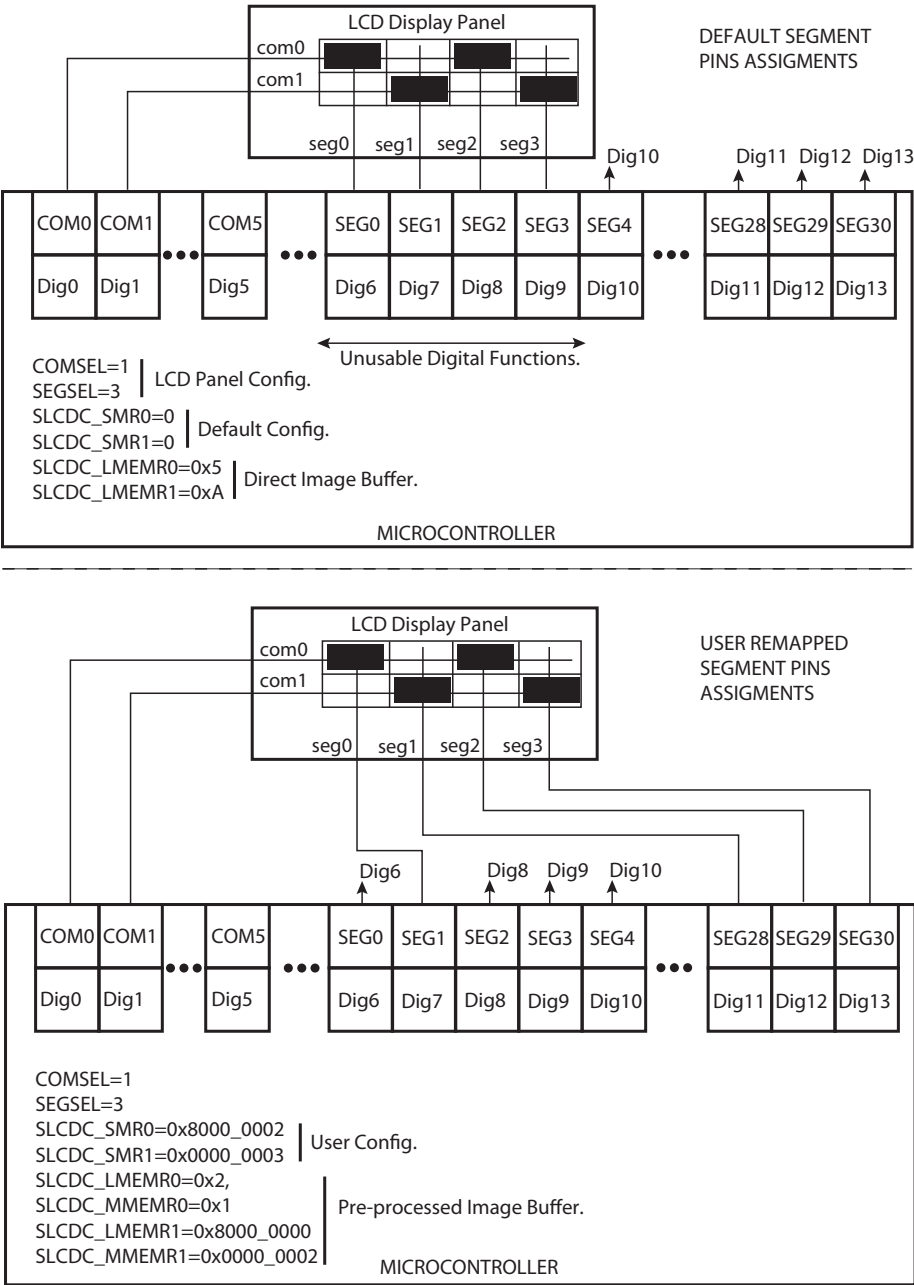 LCD Display Panel
DEFAULT SEGMENT
PINS ASSIGMENTS
com0
com1
seg0 seg1 seg2 seg3
Dig10 Dig11 Dig12 Dig13
COM0 COM1 ●●● COM5 ●●● SEG0 SEG1 SEG2 SEG3 SEG4 ●●● SEG28 SEG29 SEG30
Dig0 Dig1 Dig5 Dig6 Dig7 Dig8 Dig9 Dig10 Dig11 Dig12 Dig13
Unusable Digital Functions.
COMSEL=1
SEGSEL=3
LCD Panel Config.
SLCDC_SMR0=0
SLCDC_SMR1=0
Default Config.
SLCDC_LMEMR0=0x5
SLCDC_LMEMR1=0xA
Direct Image Buffer.
MICROCONTROLLER
LCD Display Panel
USER REMAPPED
SEGMENT PINS
ASSIGMENTS
com0
com1
seg0 seg1 seg2 seg3
Dig6 Dig8 Dig9 Dig10
COM0 COM1 ●●● COM5 ●●● SEG0 SEG1 SEG2 SEG3 SEG4 ●●● SEG28 SEG29 SEG30
Dig0 Dig1 Dig5 Dig6 Dig7 Dig8 Dig9 Dig10 Dig11 Dig12 Dig13
COMSEL=1
SEGSEL=3
SLCDC_SMR0=0x8000_0002
SLCDC_SMR1=0x0000_0003
User Config.
SLCDC_LMEMR0=0x2,
SLCDC_MMEMR0=0x1
SLCDC_LMEMR1=0x8000_0000
SLCDC_MMEMR1=0x0000_0002
Pre-processed Image Buffer.
MICROCONTROLLER